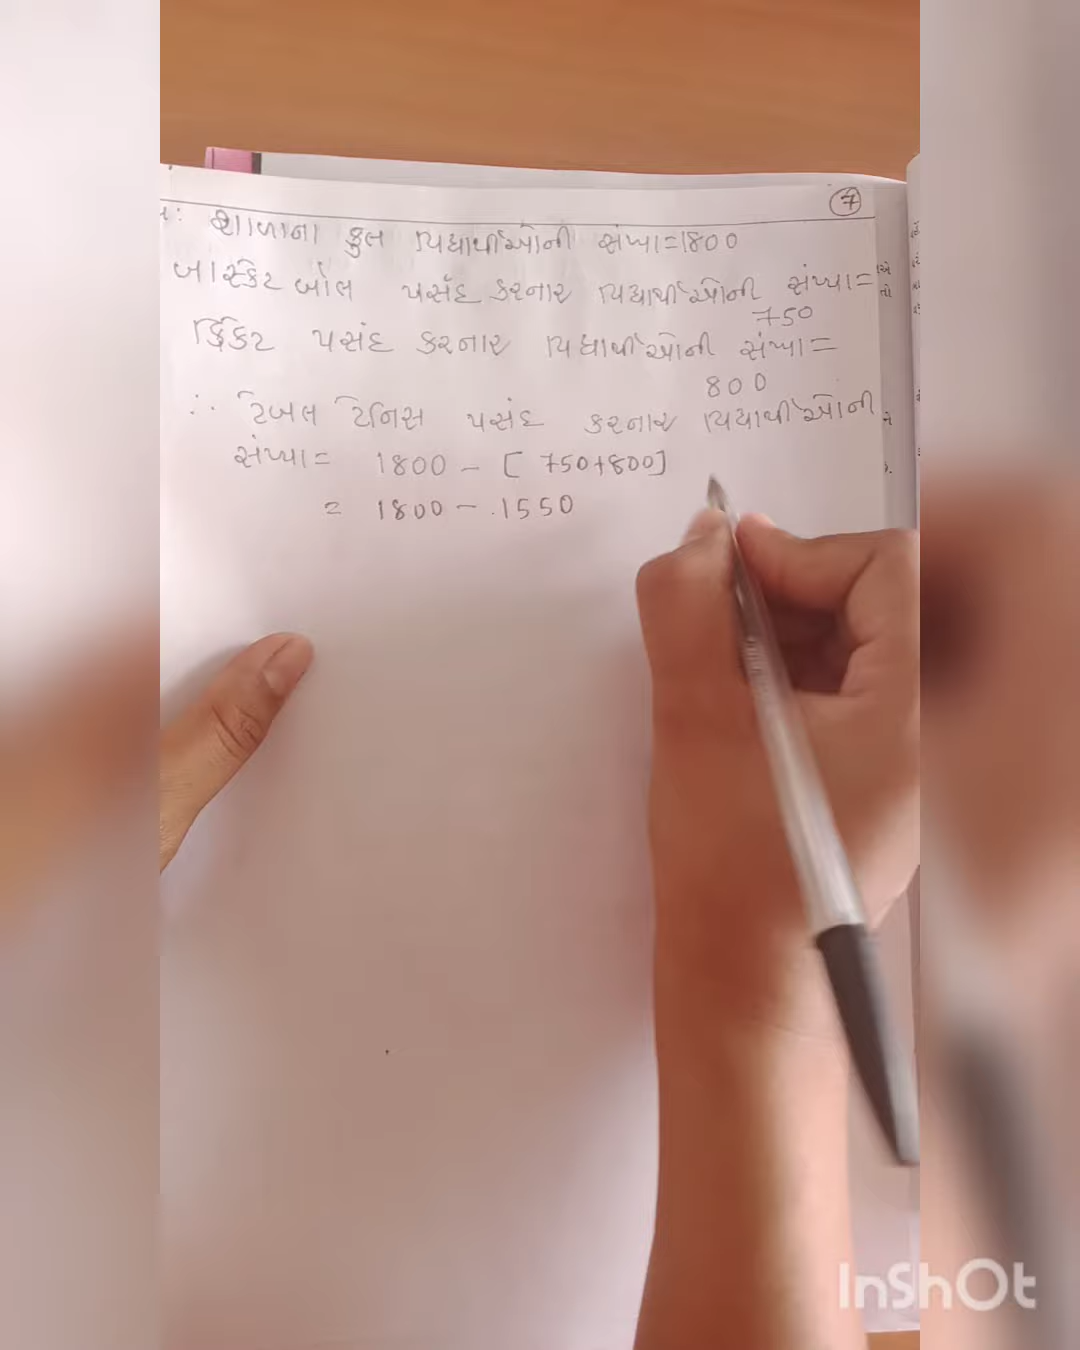 7
શાળાના કુલ વિદ્યાર્થીઓની સંખ્યા=1800
બાસ્કેટ બોલ પસંદ કરનાર વિદ્યાર્થીઓની સંખ્યા=
750
ક્રિકેટ પસંદ કરનાર વિદ્યાર્થીઓની સંખ્યા=
800
∴ ટેબલ ટેનિસ પસંદ કરનાર વિદ્યાર્થીઓની
સંખ્યા= 1800 - [ 750+800]
= 1800 - 1550
InShOt